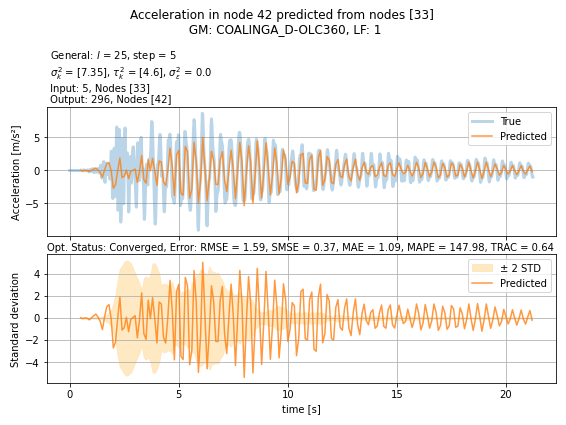 Acceleration in node 42 predicted from nodes [33]
GM: COALINGA_D-OLC360, LF: 1
General: l = 25, step = 5
σ²ₖ = [7.35], τ²ₖ = [4.6], σ²ₜ = 0.0
Input: 5, Nodes [33]
Output: 296, Nodes [42]
Acceleration [m/s²]
5
0
−5
True
Predicted
Opt. Status: Converged, Error: RMSE = 1.59, SMSE = 0.37, MAE = 1.09, MAPE = 147.98, TRAC = 0.64
Standard deviation
4
2
0
−2
−4
± 2 STD
Predicted
0
5
10
15
20
time [s]